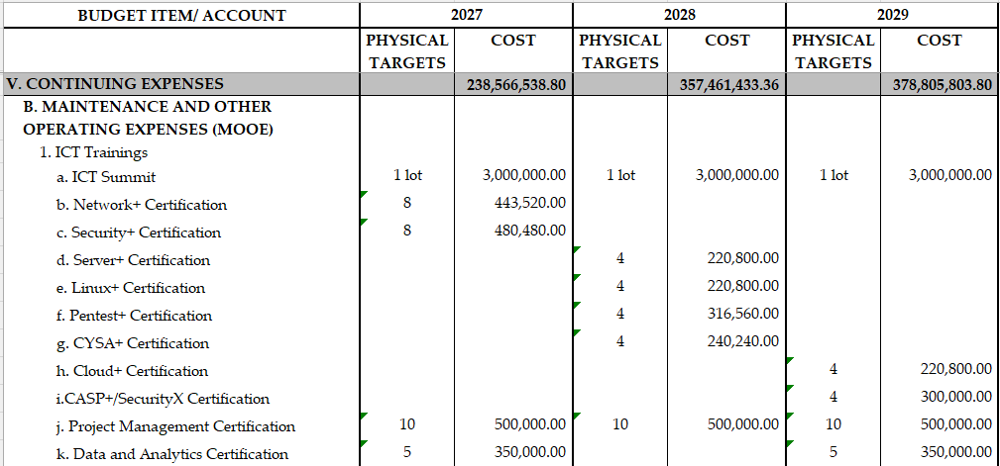 BUDGET ITEM/ ACCOUNT 2027 2028 2029
PHYSICAL TARGETS COST PHYSICAL TARGETS COST PHYSICAL TARGETS COST
V. CONTINUING EXPENSES 238,566,538.80 357,461,433.36 378,805,803.80
B. MAINTENANCE AND OTHER
OPERATING EXPENSES (MOOE)
1. ICT Trainings
a. ICT Summit 1 lot 3,000,000.00 1 lot 3,000,000.00 1 lot 3,000,000.00
b. Network+ Certification 8 443,520.00
c. Security+ Certification 8 480,480.00
d. Server+ Certification 4 220,800.00
e. Linux+ Certification 4 220,800.00
f. Pentest+ Certification 4 316,560.00
g. CYSA+ Certification 4 240,240.00
h. Cloud+ Certification 4 220,800.00
i.CASP+/SecurityX Certification 4 300,000.00
j. Project Management Certification 10 500,000.00 10 500,000.00 10 500,000.00
k. Data and Analytics Certification 5 350,000.00 5 350,000.00